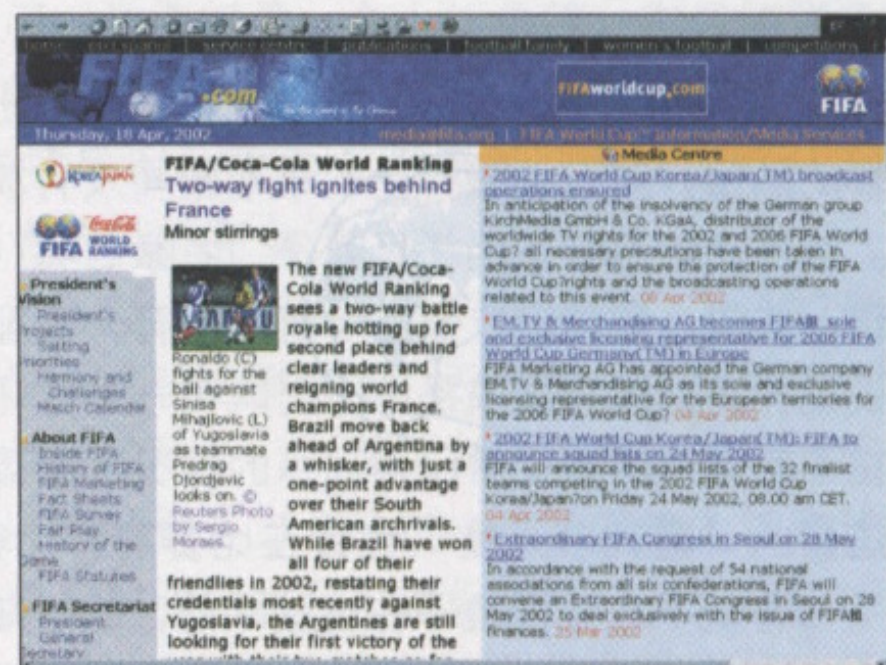 home | en español | service centre | publications | football family | women's football | competitions
FIFA
.com
FIFAworldcup.com
FIFA
Thursday, 18 Apr, 2002
media@fifa.org | FIFA World Cup™ Information/Media Services
KOREA JAPAN
Coca-Cola
FIFA WORLD RANKING
President's
Vision
President's
Projects
Setting
Priorities
Harmony and
Challenges
Match Calendar
About FIFA
Inside FIFA
History of FIFA
FIFA Marketing
Fact Sheets
FIFA Survey
Fair Play
History of the
Game
FIFA Statutes
FIFA Secretariat
President
General
Secretary
FIFA/Coca-Cola World Ranking
Two-way fight ignites behind
France
Minor stirrings
SAMSUNG
Ronaldo (C)
fights for the
ball against
Sinisa
Mihajlovic (L)
of Yugoslavia
as teammate
Predrag
Djordjevic
looks on. ©
Reuters Photo
by Sergio
Moraes.
The new FIFA/Coca-
Cola World Ranking
sees a two-way battle
royale hotting up for
second place behind
clear leaders and
reigning world
champions France.
Brazil move back
ahead of Argentina by
a whisker, with just a
one-point advantage
over their South
American archrivals.
While Brazil have won
all four of their
friendlies in 2002, restating their
credentials most recently against
Yugoslavia, the Argentines are still
looking for their first victory of the
Media Centre
2002 FIFA World Cup Korea/Japan(TM) broadcast
operations ensured
In anticipation of the insolvency of the German group
KirchMedia GmbH & Co. KGaA, distributor of the
worldwide TV rights for the 2002 and 2006 FIFA World
Cup? all necessary precautions have been taken in
advance in order to ensure the protection of the FIFA
World Cup?rights and the broadcasting operations
related to this event. 08 Apr 2002
EM.TV & Merchandising AG becomes FIFA sole
and exclusive licensing representative for 2006 FIFA
World Cup Germany(TM) in Europe
FIFA Marketing AG has appointed the German company
EM.TV & Merchandising AG as its sole and exclusive
licensing representative for the European territories for
the 2006 FIFA World Cup? 04 Apr 2002
2002 FIFA World Cup Korea/Japan(TM): FIFA to
announce squad lists on 24 May 2002
FIFA will announce the squad lists of the 32 finalist
teams competing in the 2002 FIFA World Cup
Korea/Japan?on Friday 24 May 2002, 08.00 am CET.
04 Apr 2002
Extraordinary FIFA Congress in Seoul on 28 May
2002
In accordance with the request of 54 national
associations from all six confederations, FIFA will
convene an Extraordinary FIFA Congress in Seoul on 28
May 2002 to deal exclusively with the issue of FIFA
finances. 25 Mar 2002